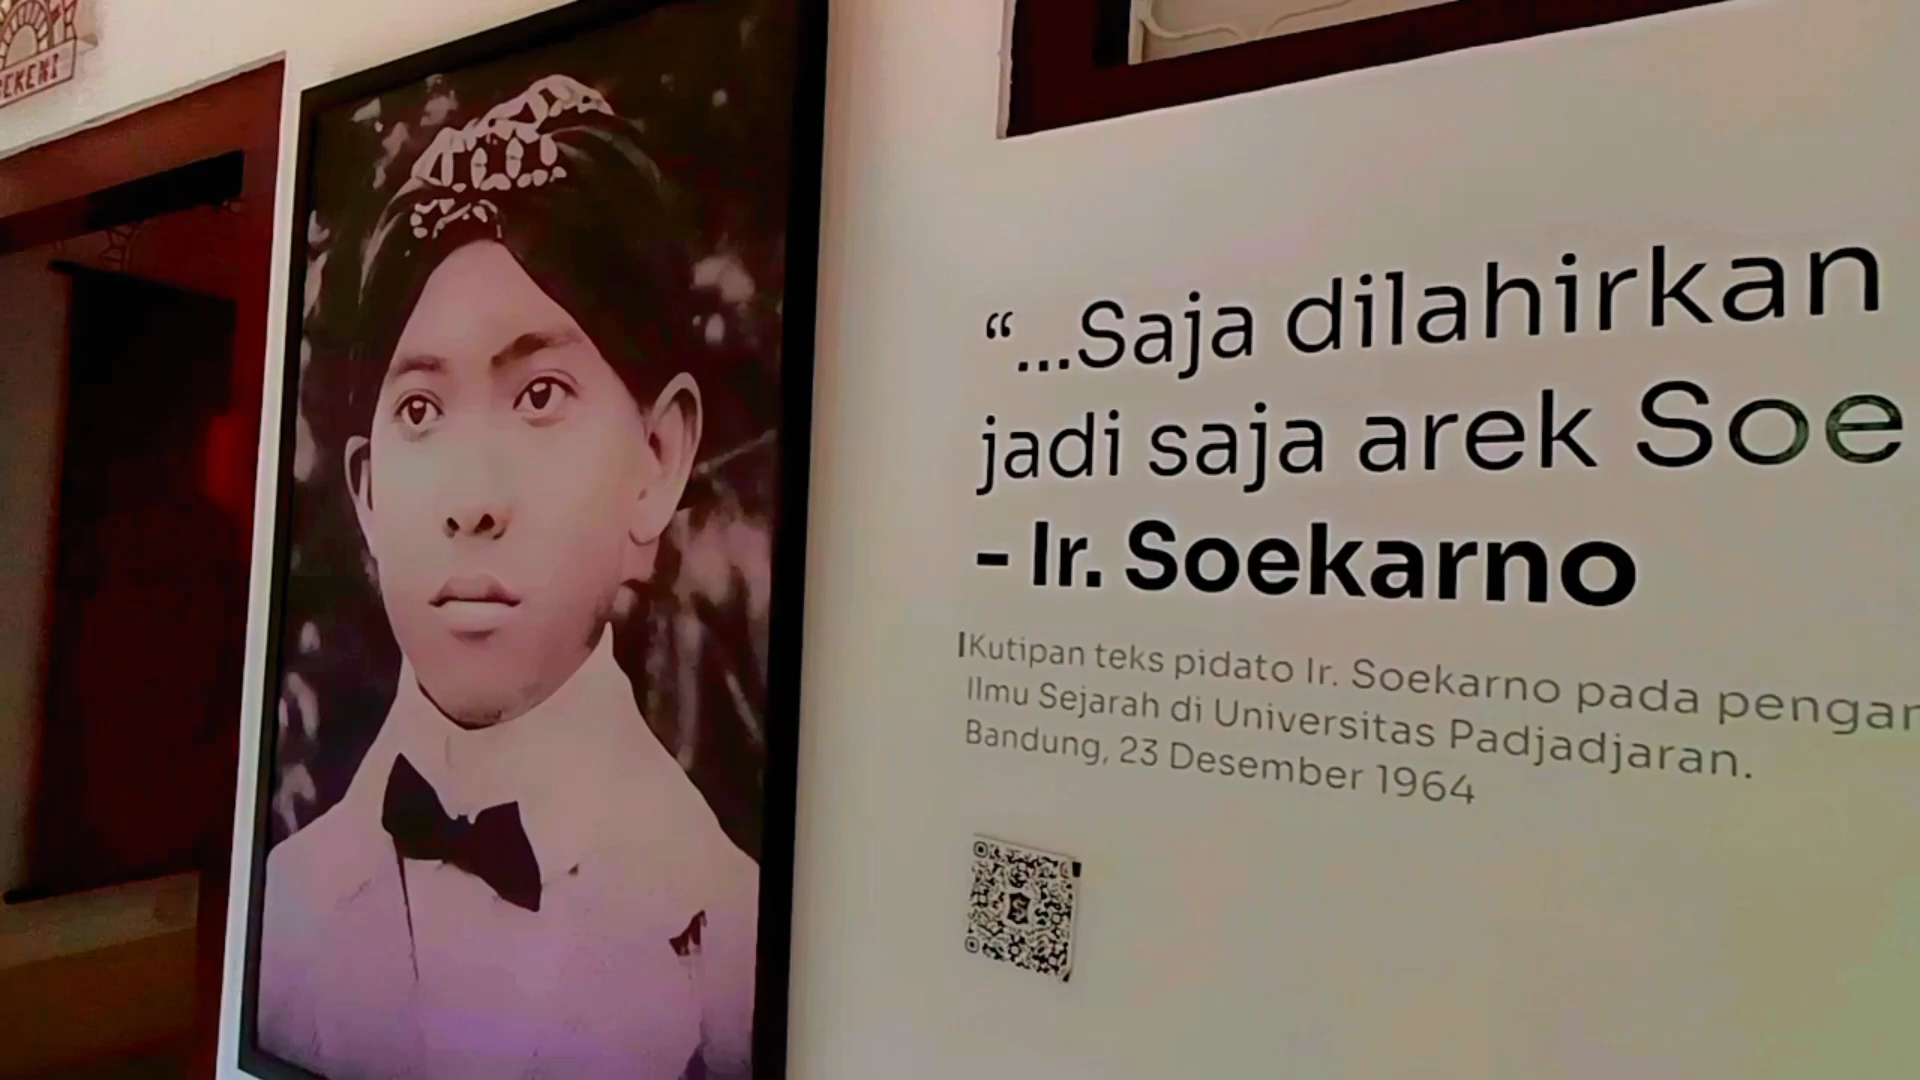 “...Saja dilahirkan
jadi saja arek Soe
- Ir. Soekarno
Kutipan teks pidato Ir. Soekarno pada pengan
Ilmu Sejarah di Universitas Padjadjaran.
Bandung, 23 Desember 1964